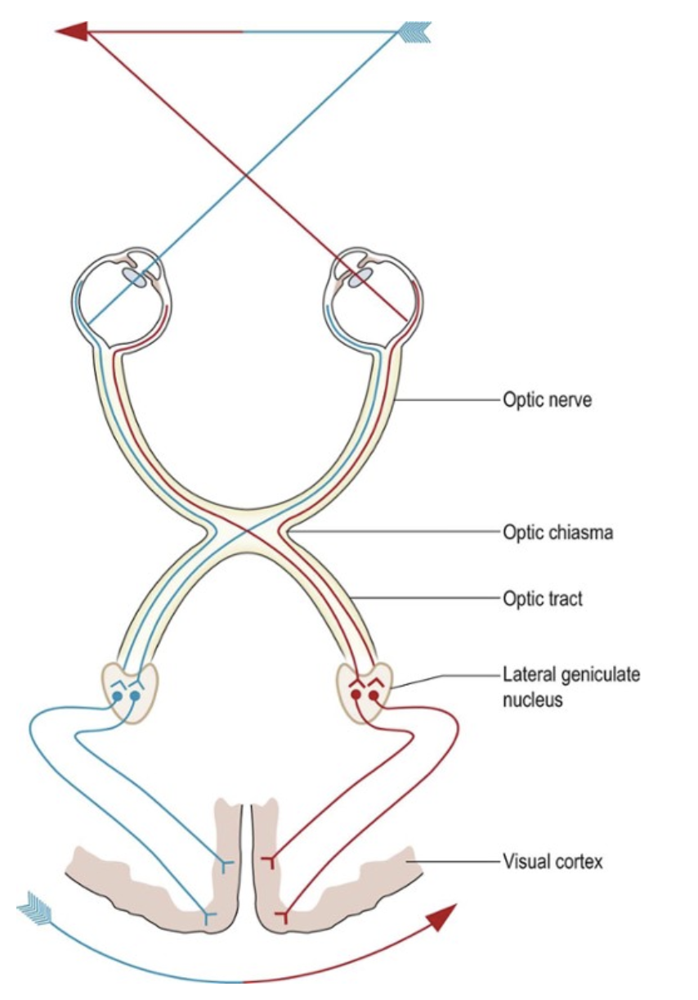 Optic nerve
Optic chiasma
Optic tract
Lateral geniculate
nucleus
Visual cortex